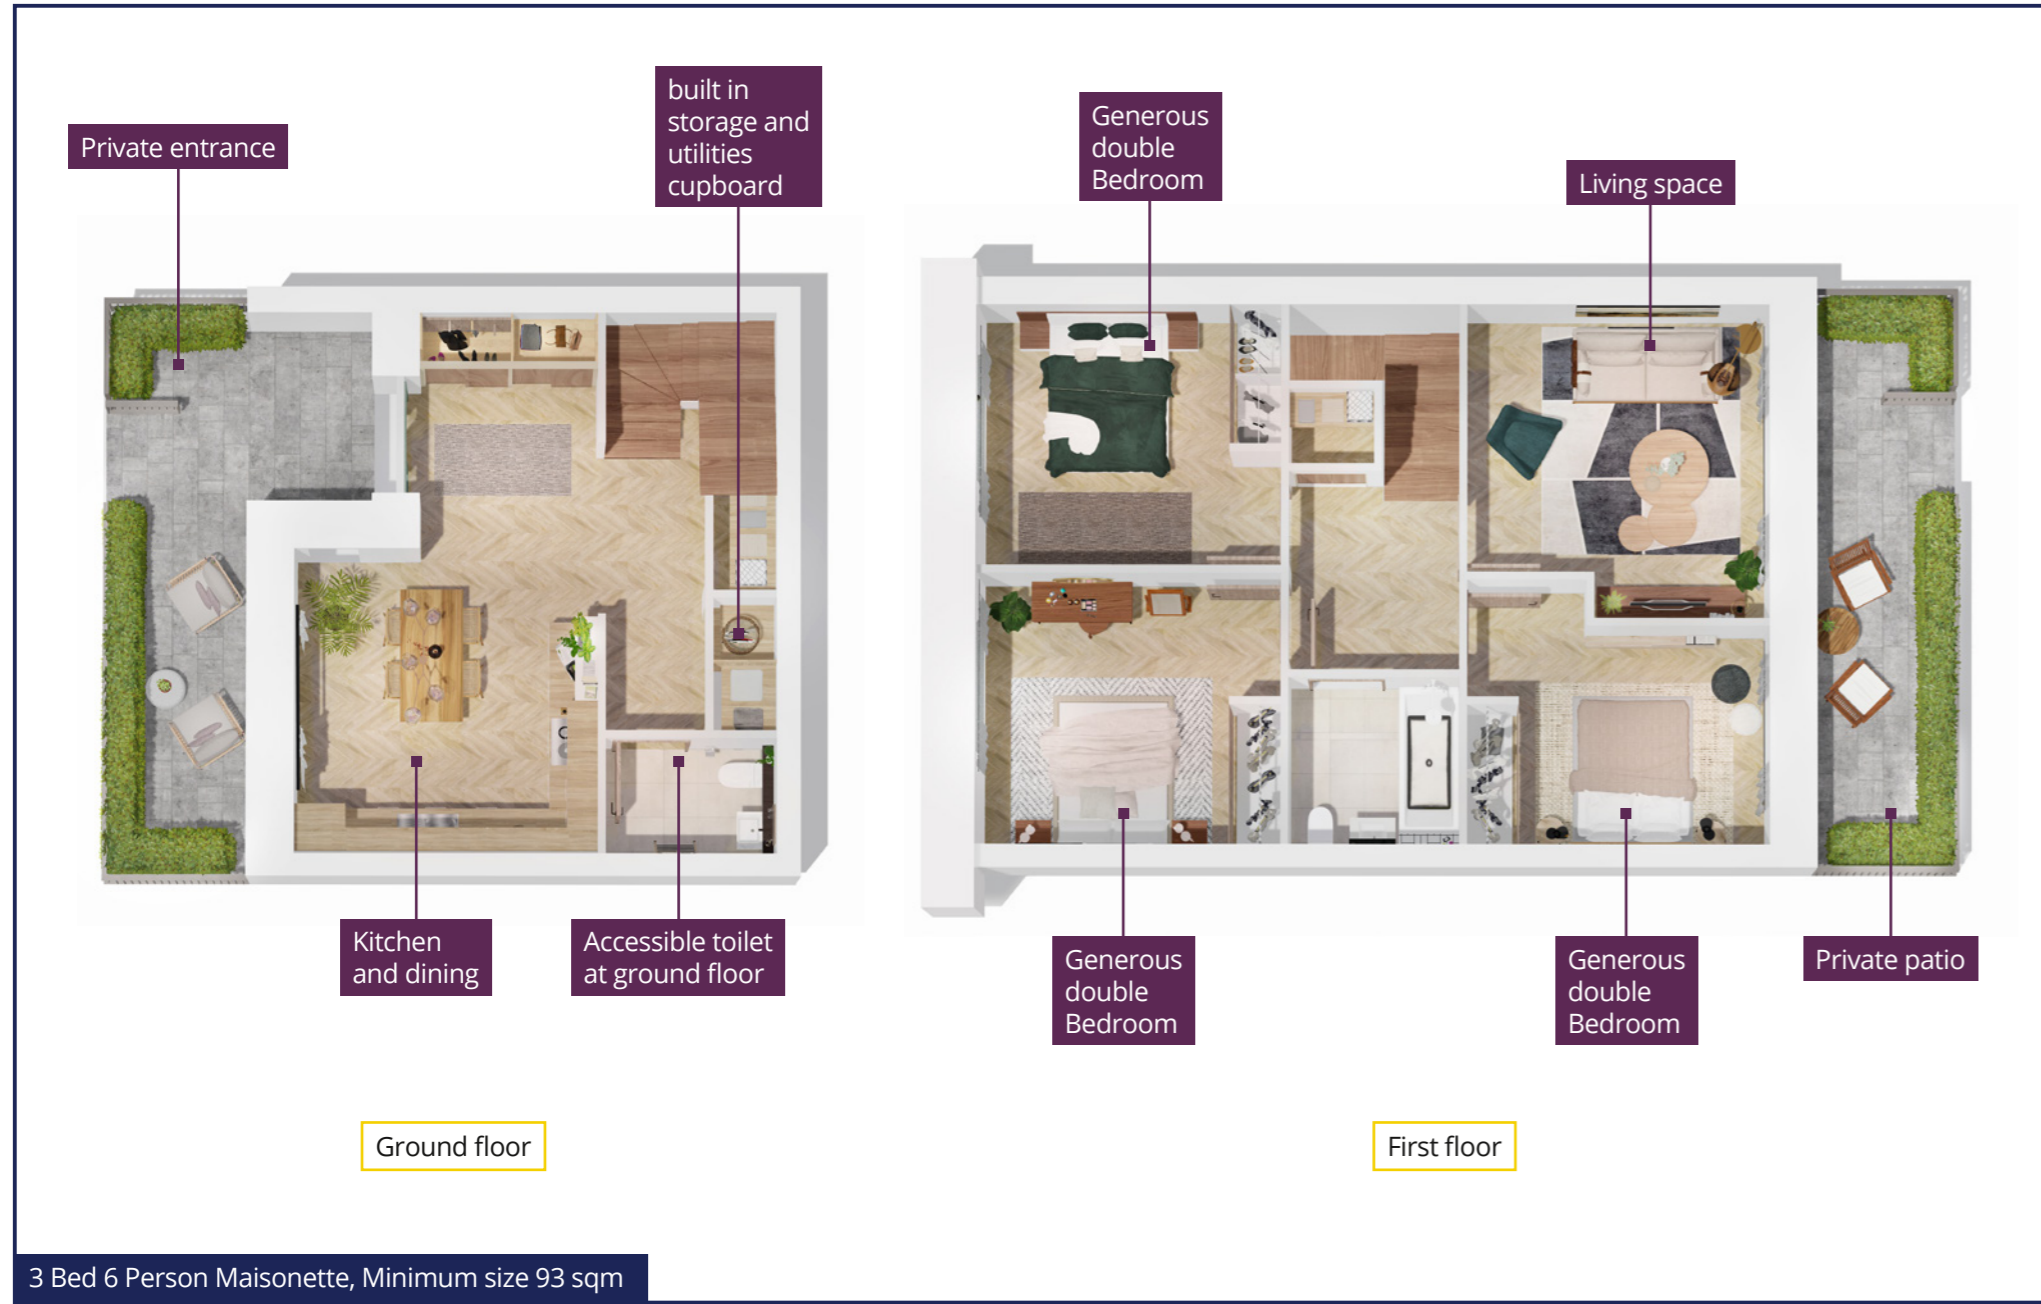 Private entrance
built in
storage and
utilities
cupboard
Generous
double
Bedroom
Living space
Kitchen
and dining
Accessible toilet
at ground floor
Generous
double
Bedroom
Generous
double
Bedroom
Private patio
Ground floor
First floor
3 Bed 6 Person Maisonette, Minimum size 93 sqm